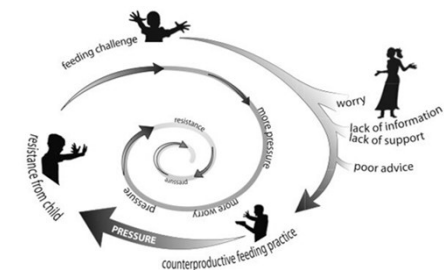 feeding challenge
worry
lack of information
lack of support
poor advice
counterproductive feeding practice
PRESSURE
resistance from child
more pressure
more worry
pressure
resistance
pressure